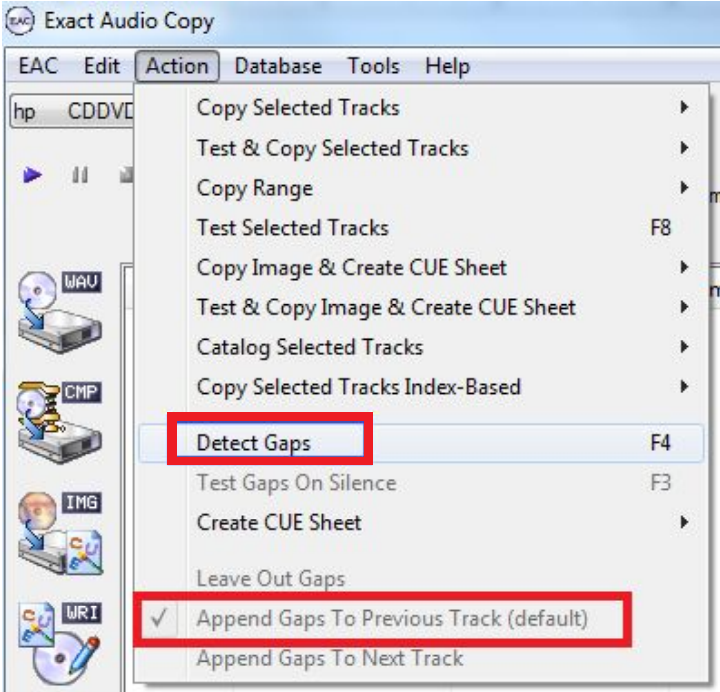 EAC Exact Audio Copy
EAC Edit Action Database Tools Help
hp CDDVD
Copy Selected Tracks
Test & Copy Selected Tracks
Copy Range
Test Selected Tracks F8
Copy Image & Create CUE Sheet
Test & Copy Image & Create CUE Sheet
Catalog Selected Tracks
Copy Selected Tracks Index-Based
Detect Gaps F4
Test Gaps On Silence F3
Create CUE Sheet
Leave Out Gaps
Append Gaps To Previous Track (default)
Append Gaps To Next Track
WAV
CMP
IMG
WRI